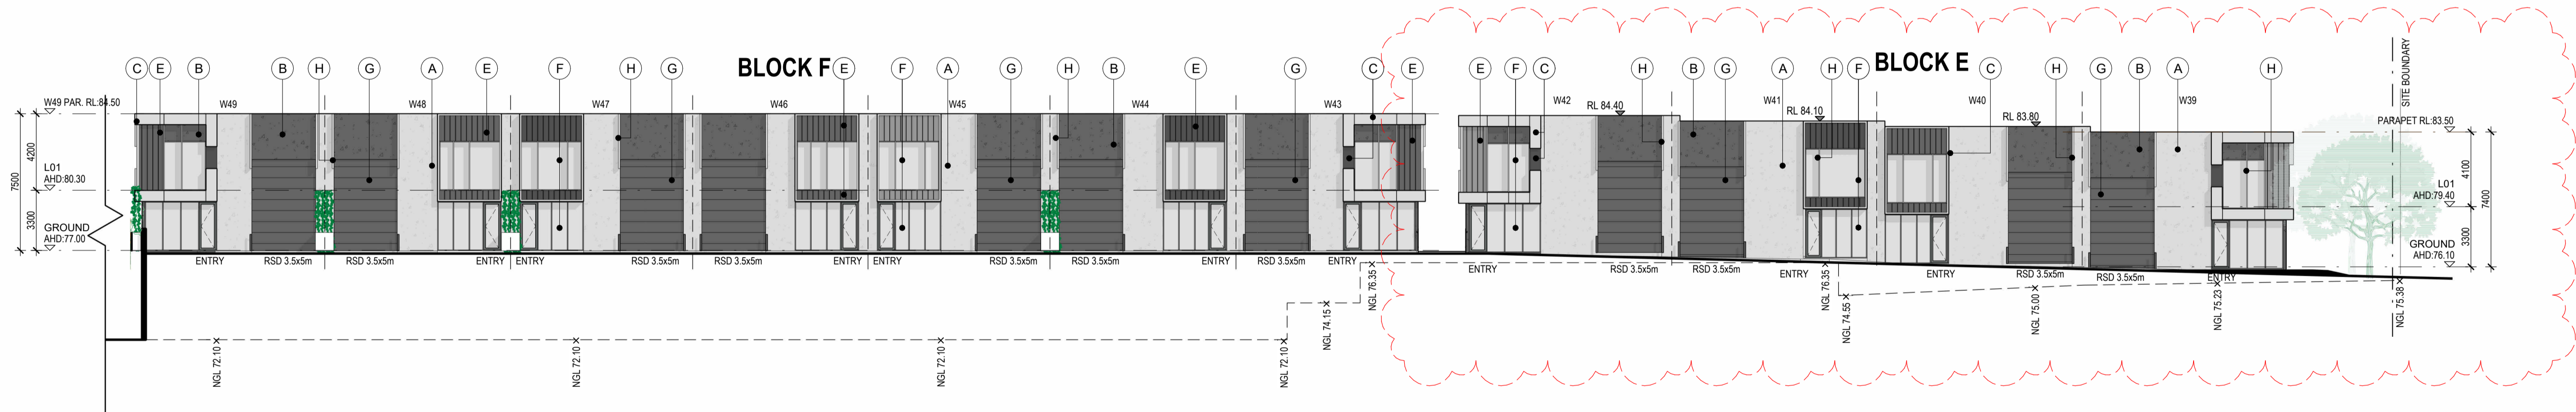 BLOCK F
BLOCK E
C E B B H G A E F H G E F A G H B E G C E E F C H B G A H F C H G B A H
SITE BOUNDARY
W49 PAR. RL:84.50
W49 W48 W47 W46 W45 W44 W43 W42 W41 W40 W39
RL 84.40
RL 84.10
RL 83.80
PARAPET RL:83.50
7500
4200
3300
L01
AHD:80.30
GROUND
AHD:77.00
4100
3300
7400
L01
AHD:79.40
GROUND
AHD:76.10
ENTRY RSD 3.5x5m RSD 3.5x5m ENTRY ENTRY RSD 3.5x5m RSD 3.5x5m ENTRY ENTRY RSD 3.5x5m RSD 3.5x5m ENTRY RSD 3.5x5m ENTRY
ENTRY RSD 3.5x5m RSD 3.5x5m ENTRY ENTRY RSD 3.5x5m RSD 3.5x5m ENTRY
NGL 72.10
NGL 72.10
NGL 72.10
NGL 72.10
NGL 74.15
NGL 76.35
NGL 76.35
NGL 74.55
NGL 75.00
NGL 75.23
NGL 75.38